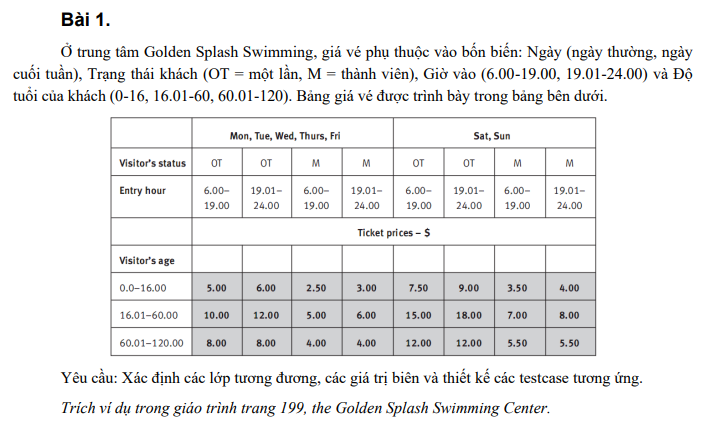 Bài 1.
Ở trung tâm Golden Splash Swimming, giá vé phụ thuộc vào bốn biến: Ngày (ngày thường, ngày
cuối tuần), Trạng thái khách (OT = một lần, M = thành viên), Giờ vào (6.00-19.00, 19.01-24.00) và Độ
tuổi của khách (0-16, 16.01-60, 60.01-120). Bảng giá vé được trình bày trong bảng bên dưới.
Mon, Tue, Wed, Thurs, Fri Sat, Sun
Visitor's status OT OT M M OT OT M M
Entry hour 6.00– 19.01– 6.00– 19.01– 6.00– 19.01– 6.00– 19.01–
19.00 24.00 19.00 24.00 19.00 24.00 19.00 24.00
Ticket prices – $
Visitor's age
0.0–16.00 5.00 6.00 2.50 3.00 7.50 9.00 3.50 4.00
16.01–60.00 10.00 12.00 5.00 6.00 15.00 18.00 7.00 8.00
60.01–120.00 8.00 8.00 4.00 4.00 12.00 12.00 5.50 5.50
Yêu cầu: Xác định các lớp tương đương, các giá trị biên và thiết kế các testcase tương ứng.
Trích ví dụ trong giáo trình trang 199, the Golden Splash Swimming Center.